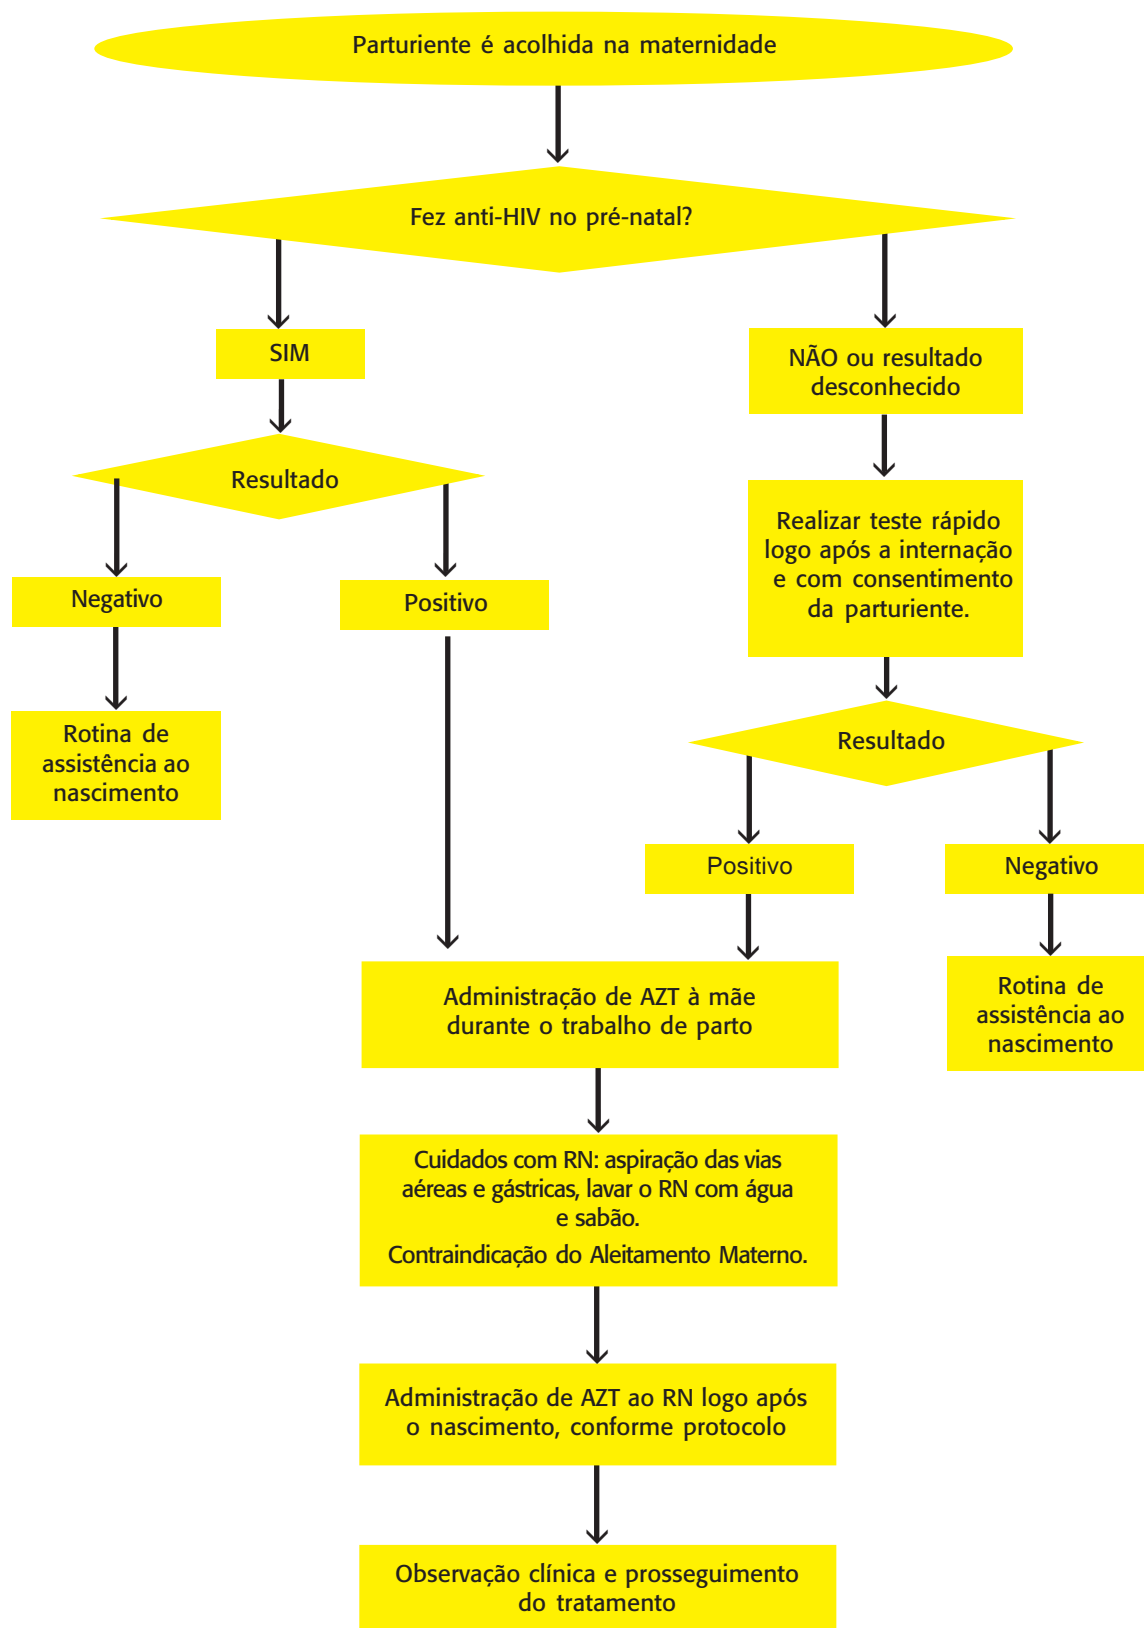 Parturiente é acolhida na maternidade
Fez anti-HIV no pré-natal?
SIM
NÃO ou resultado
desconhecido
Resultado
Realizar teste rápido
logo após a internação
e com consentimento
da parturiente.
Negativo
Positivo
Rotina de
assistência ao
nascimento
Resultado
Positivo
Negativo
Administração de AZT à mãe
durante o trabalho de parto
Rotina de
assistência ao
nascimento
Cuidados com RN: aspiração das vias
aéreas e gástricas, lavar o RN com água
e sabão.
Contraindicação do Aleitamento Materno.
Administração de AZT ao RN logo após
o nascimento, conforme protocolo
Observação clínica e prosseguimento
do tratamento